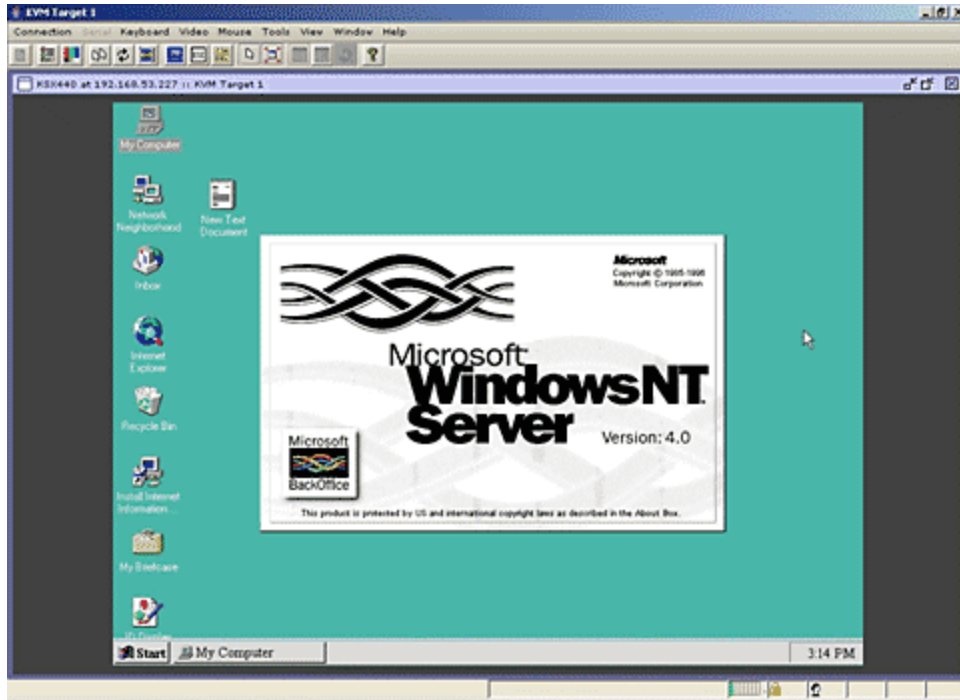 KVM Target 1
Connection Serial Keyboard Video Mouse Tools View Window Help
KSX440 at 192.168.53.227 :: KVM Target 1
My Computer
Network
Neighborhood
New Text
Document
Inbox
Internet
Explorer
Recycle Bin
Install Internet
Information ...
My Briefcase
Microsoft
Copyright © 1985-1996
Microsoft Corporation
Microsoft
WindowsNT
Server
Version: 4.0
Microsoft
BackOffice
This product is protected by US and international copyright laws as described in the About Box.
Start
My Computer
3:14 PM